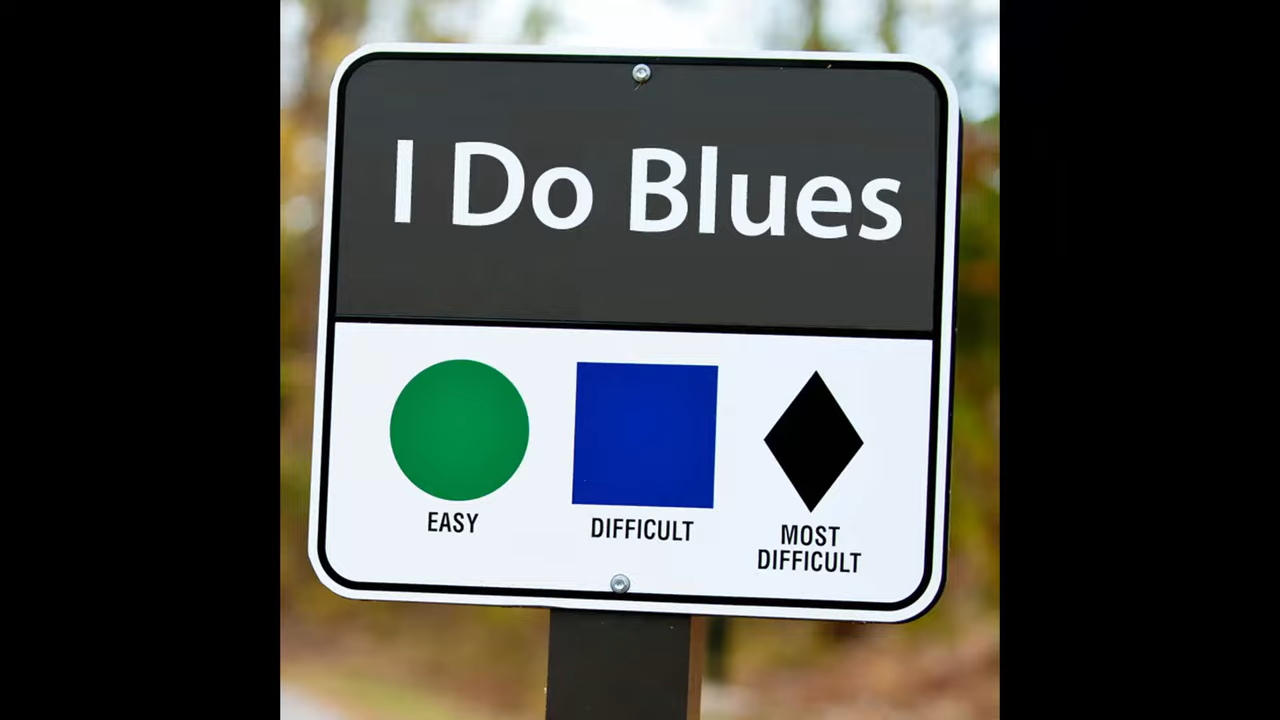 I Do Blues
EASY
DIFFICULT
MOST
DIFFICULT